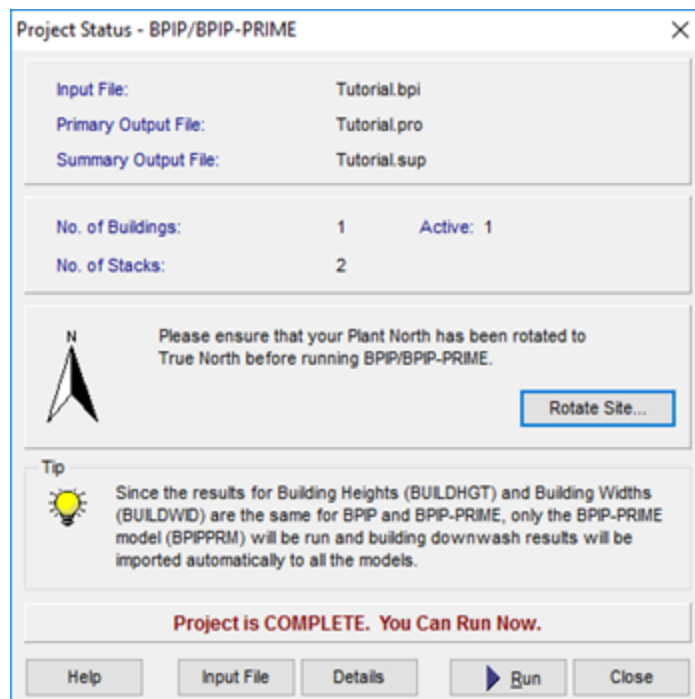 Project Status - BPIP/BPIP-PRIME
Input File: Tutorial.bpi
Primary Output File: Tutorial.pro
Summary Output File: Tutorial.sup
No. of Buildings: 1 Active: 1
No. of Stacks: 2
N
Please ensure that your Plant North has been rotated to
True North before running BPIP/BPIP-PRIME.
Rotate Site...
Tip
Since the results for Building Heights (BUILDHGT) and Building Widths
(BUILDWID) are the same for BPIP and BPIP-PRIME, only the BPIP-PRIME
model (BPIPPRM) will be run and building downwash results will be
imported automatically to all the models.
Project is COMPLETE. You Can Run Now.
Help Input File Details Run Close